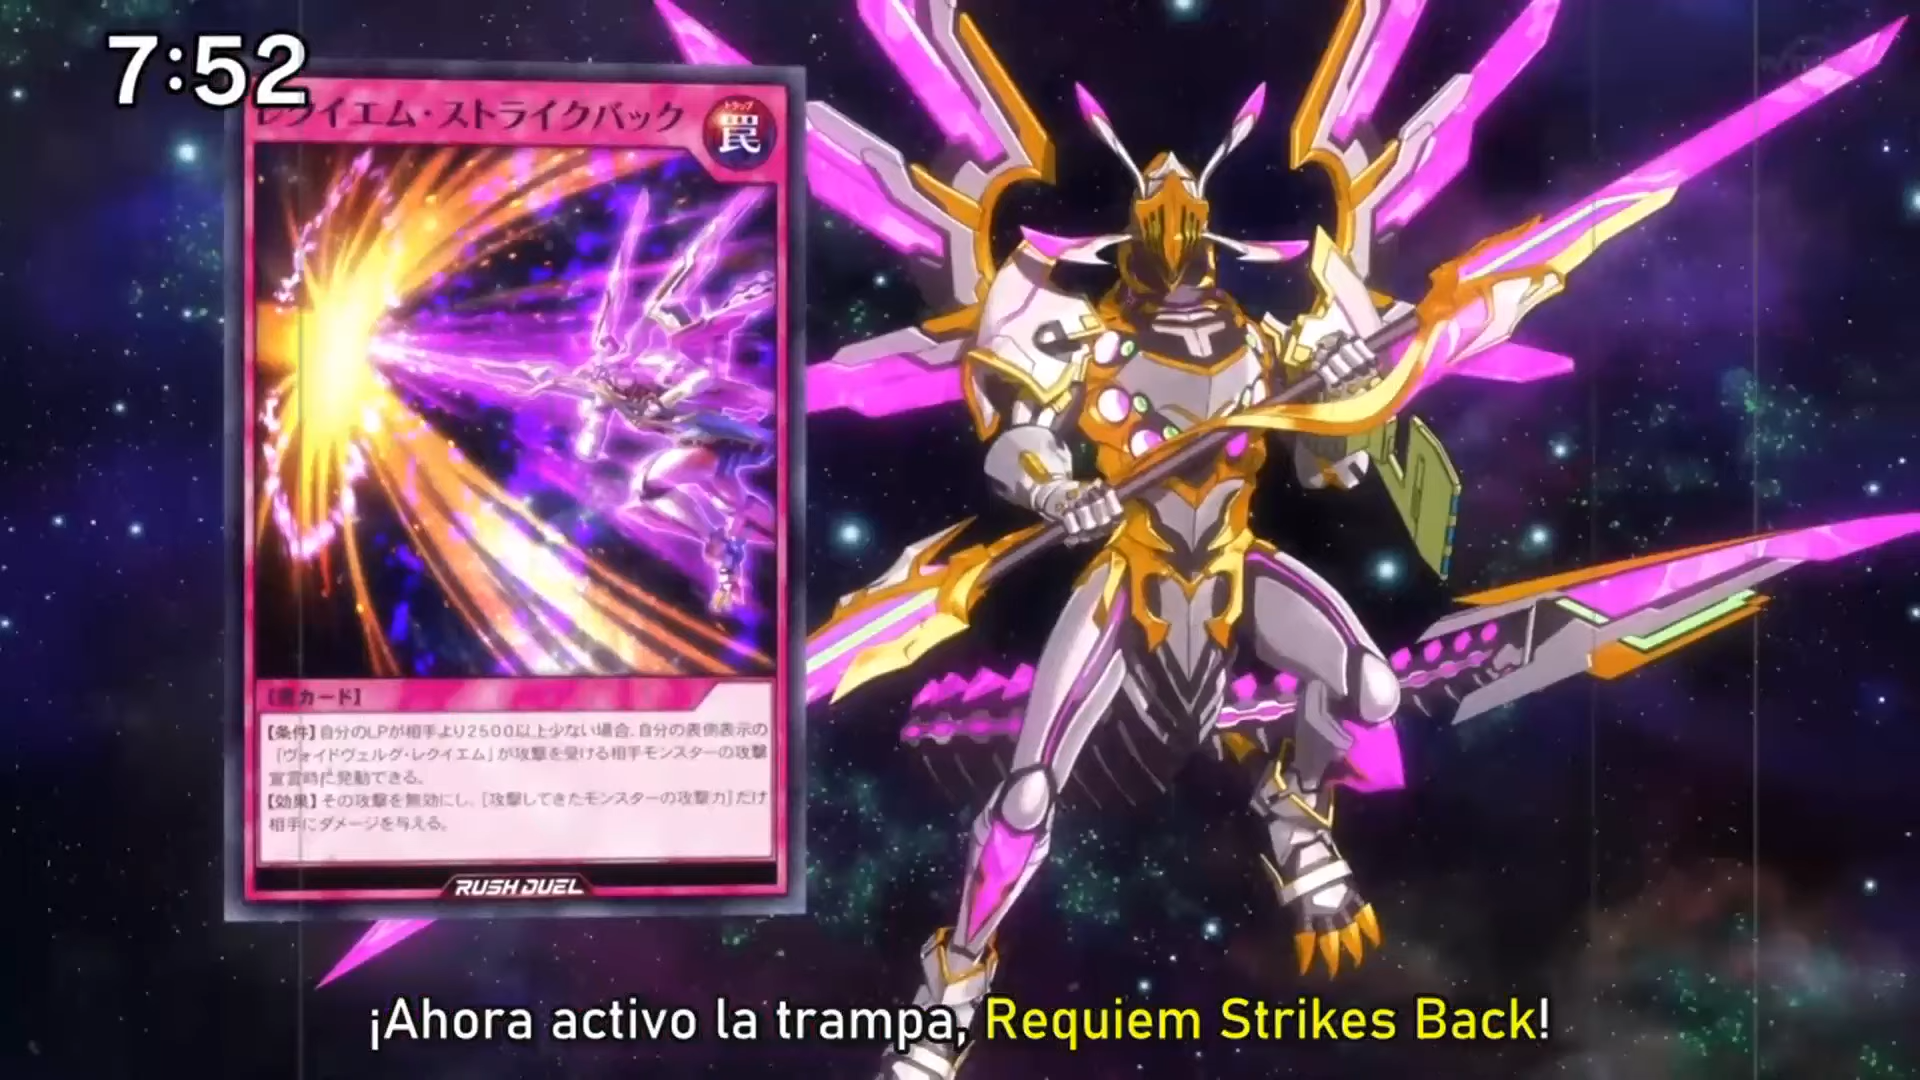 7:52
レクイエム・ストライクバック
トラップ
罠
【罠カード】
【条件】自分のLPが相手より2500以上少ない場合、自分の表側表示の
「ヴォイドヴェルグ・レクイエム」が攻撃を受ける相手モンスターの攻撃
宣言時に発動できる。
【効果】その攻撃を無効にし、[攻撃してきたモンスターの攻撃力]だけ
相手にダメージを与える。
RUSH DUEL
¡Ahora activo la trampa, Requiem Strikes Back!